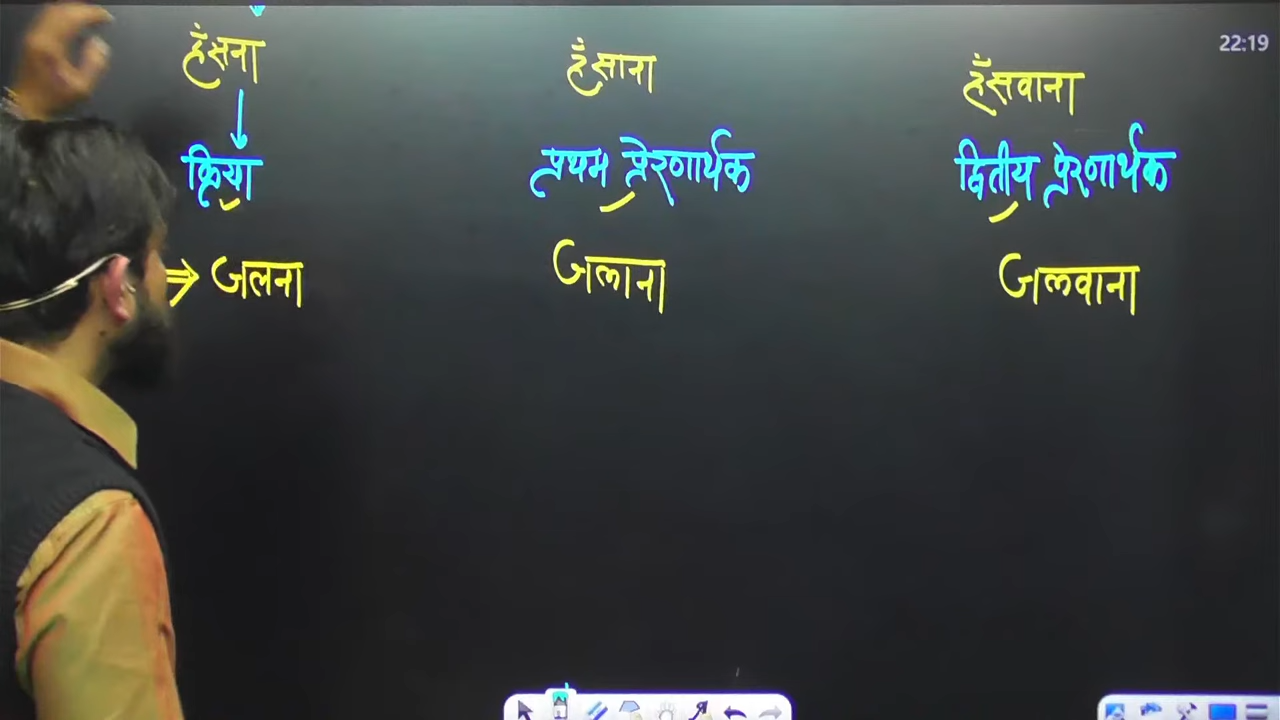 22:19
हँसना हँसाना हँसवाना
क्रिया प्रथम प्रेरणार्थक द्वितीय प्रेरणार्थक
⇒ जलना जलाना जलवाना